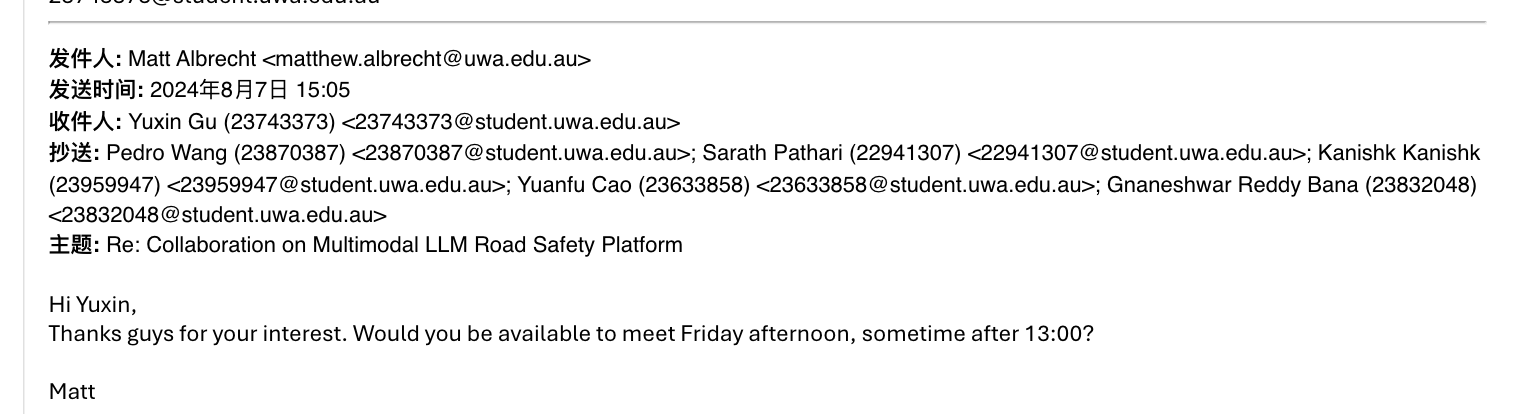 发件人: Matt Albrecht <matthew.albrecht@uwa.edu.au>
发送时间: 2024年8月7日 15:05
收件人: Yuxin Gu (23743373) <23743373@student.uwa.edu.au>
抄送: Pedro Wang (23870387) <23870387@student.uwa.edu.au>; Sarath Pathari (22941307) <22941307@student.uwa.edu.au>; Kanishk Kanishk
(23959947) <23959947@student.uwa.edu.au>; Yuanfu Cao (23633858) <23633858@student.uwa.edu.au>; Gnaneshwar Reddy Bana (23832048)
<23832048@student.uwa.edu.au>
主题: Re: Collaboration on Multimodal LLM Road Safety Platform
Hi Yuxin,
Thanks guys for your interest. Would you be available to meet Friday afternoon, sometime after 13:00?
Matt